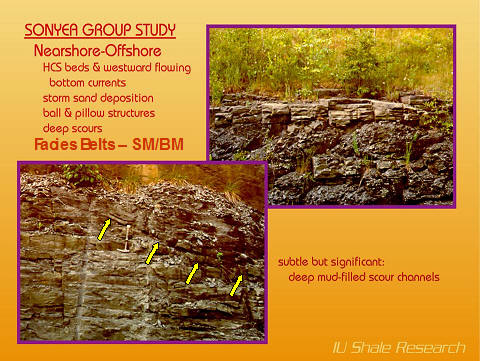 SONYEA GROUP STUDY
Nearshore-Offshore
HCS beds & westward flowing
bottom currents
storm sand deposition
ball & pillow structures
deep scours
Facies Belts – SM/BM
subtle but significant:
deep mud-filled scour channels
IU Shale Research